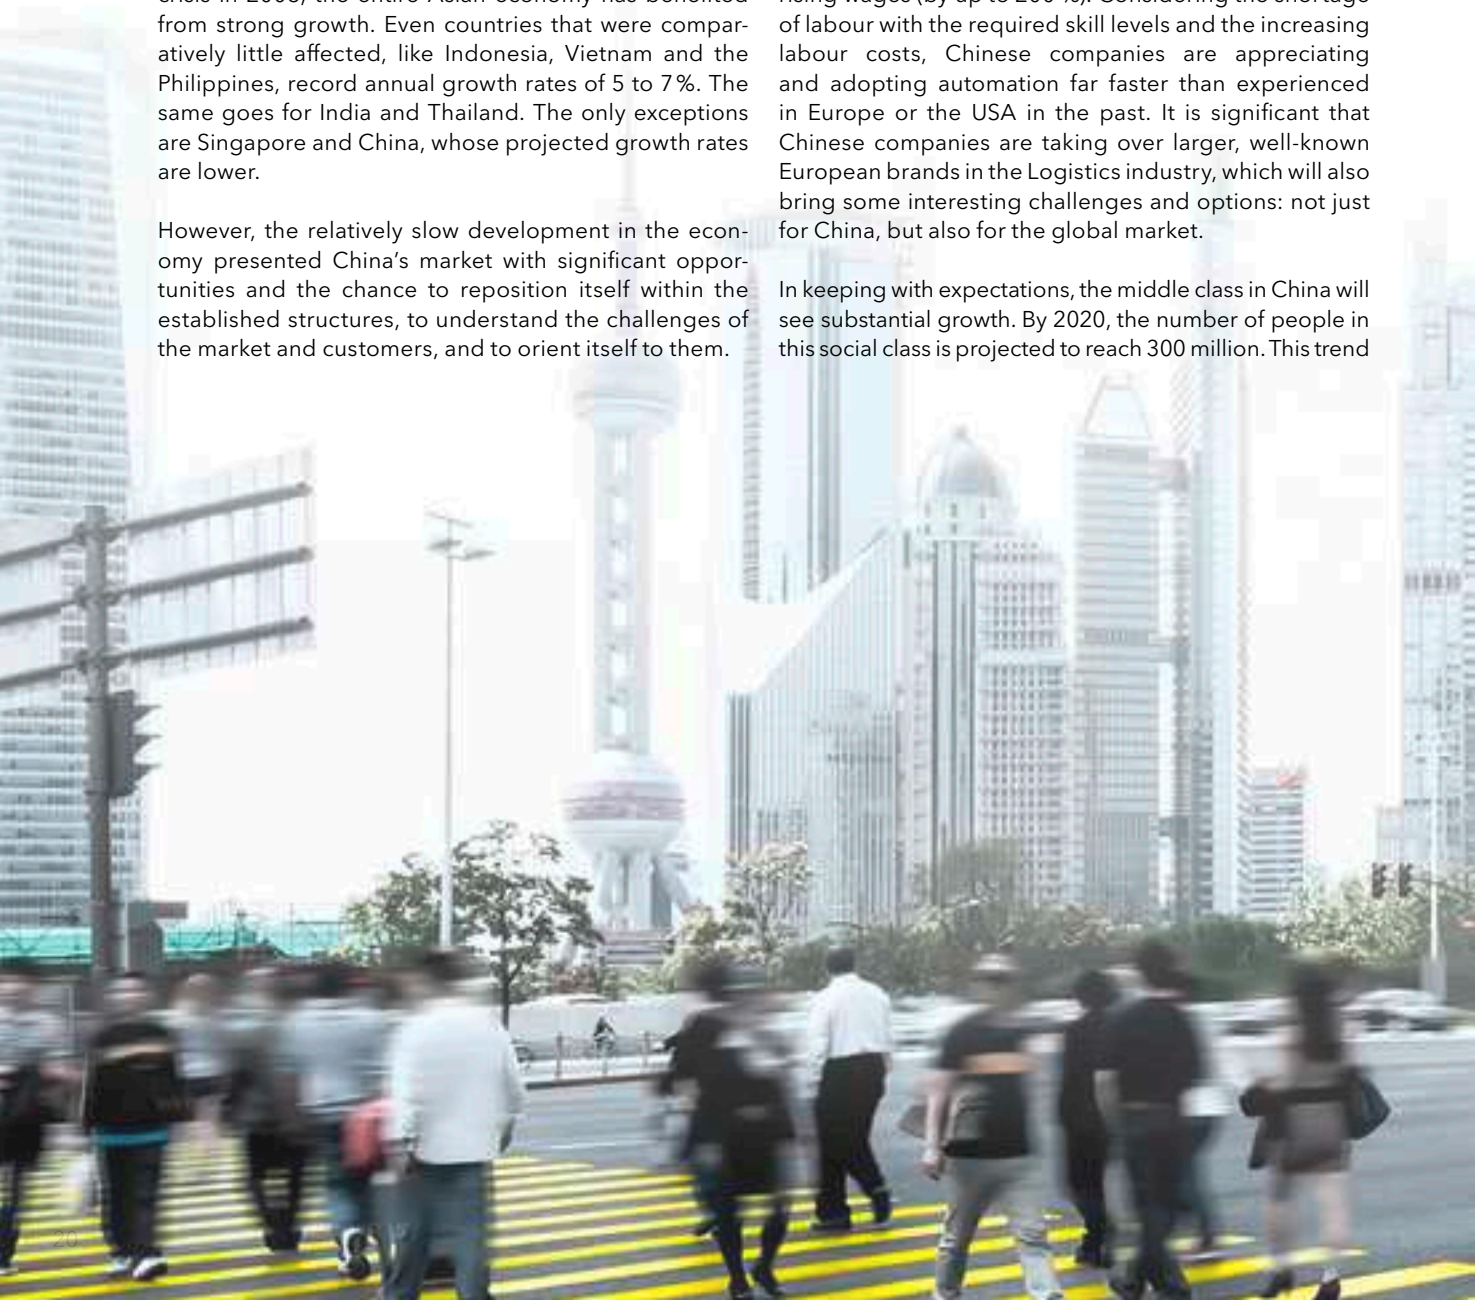 from strong growth. Even countries that were compar-
atively little affected, like Indonesia, Vietnam and the
Philippines, record annual growth rates of 5 to 7 %. The
same goes for India and Thailand. The only exceptions
are Singapore and China, whose projected growth rates
are lower.
However, the relatively slow development in the econ-
omy presented China’s market with significant oppor-
tunities and the chance to reposition itself within the
established structures, to understand the challenges of
the market and customers, and to orient itself to them.
of labour with the required skill levels and the increasing
labour costs, Chinese companies are appreciating
and adopting automation far faster than experienced
in Europe or the USA in the past. It is significant that
Chinese companies are taking over larger, well-known
European brands in the Logistics industry, which will also
bring some interesting challenges and options: not just
for China, but also for the global market.
In keeping with expectations, the middle class in China will
see substantial growth. By 2020, the number of people in
this social class is projected to reach 300 million. This trend
20